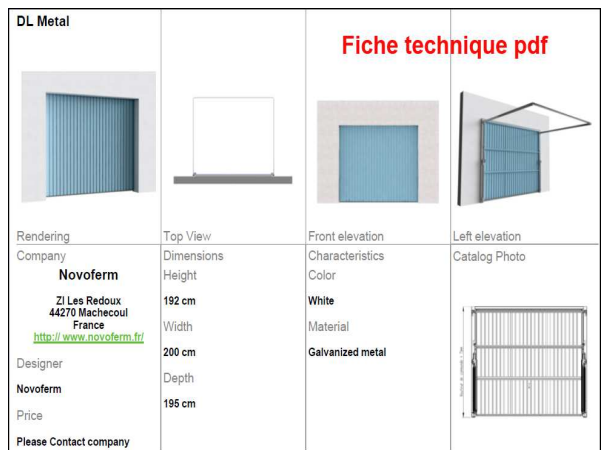 DL Metal
Fiche technique pdf
Rendering
Top View
Front elevation
Left elevation
Company
Novoferm
ZI Les Redoux
44270 Machecoul
France
http:// www.novoferm.fr/
Designer
Novoferm
Price
Please Contact company
Dimensions
Height
192 cm
Width
200 cm
Depth
195 cm
Characteristics
Color
White
Material
Galvanized metal
Catalog Photo